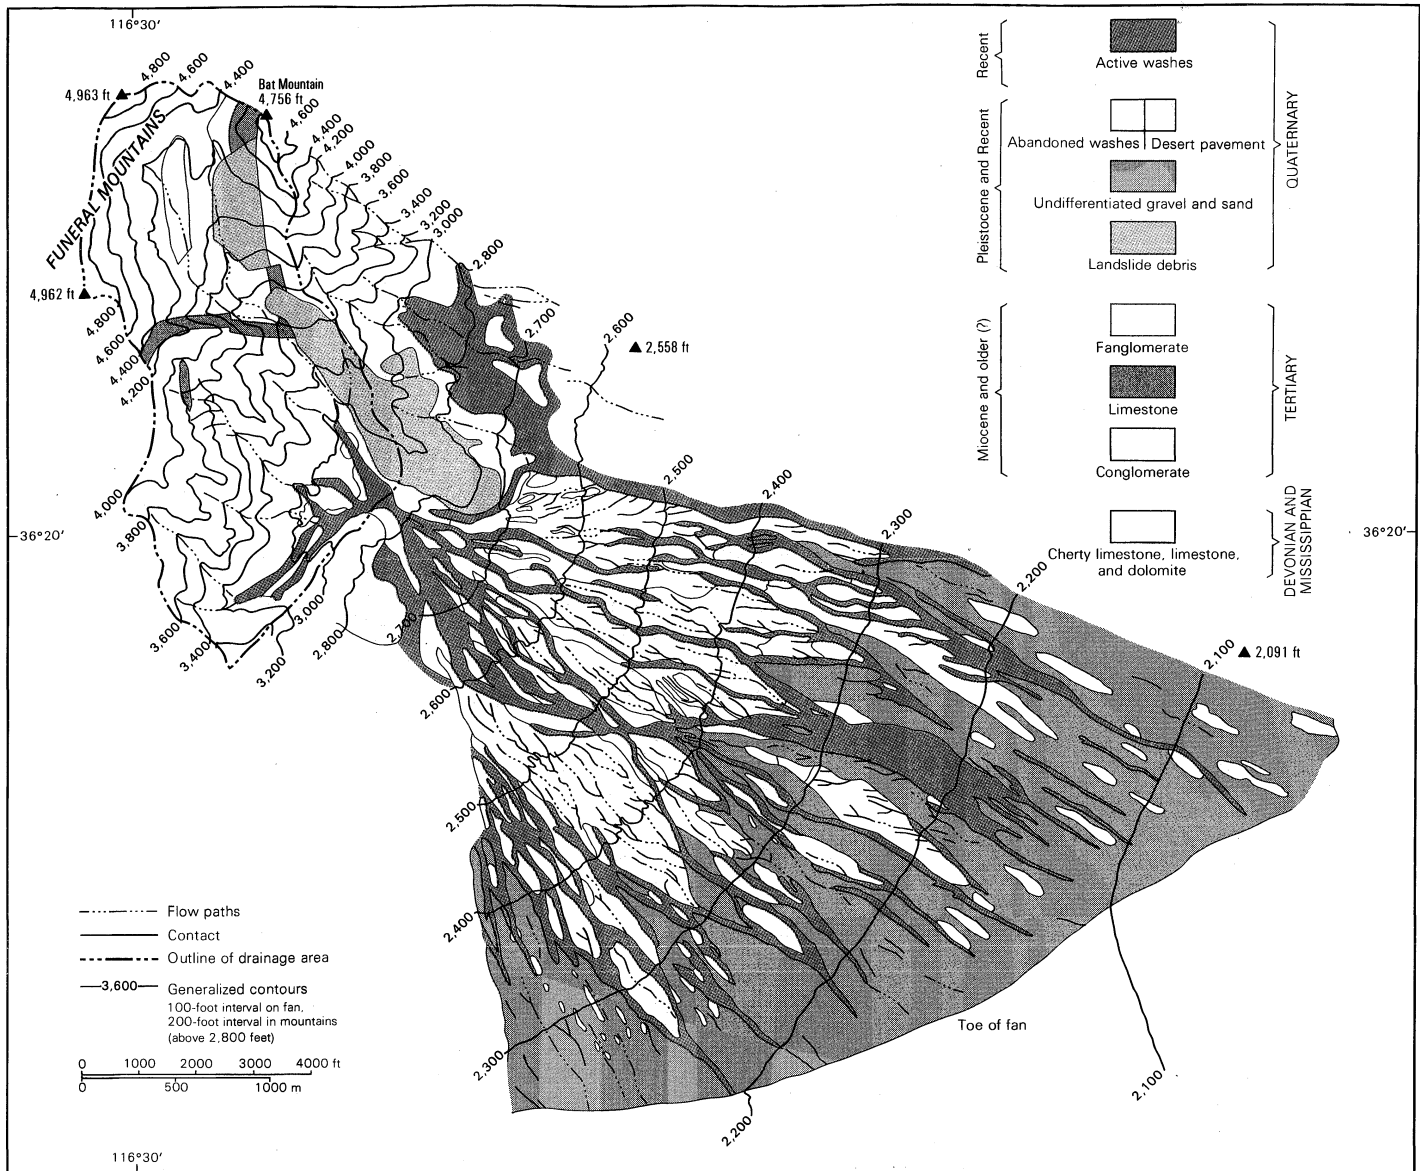 116°30′
4,800
4,600
4,400
Bat Mountain
4,756 ft
4,963 ft
FUNERAL MOUNTAINS
4,600
4,400
4,200
4,000
3,800
3,600
3,400
3,200
3,000
2,800
2,700
2,600
2,558 ft
4,962 ft
4,800
4,600
4,400
4,200
4,000
3,800
36°20′
36°20′
3,600
3,400
3,200
3,000
2,800
2,700
2,600
2,500
2,400
2,300
2,200
2,100
2,091 ft
2,500
2,400
2,300
2,200
2,100
Toe of fan
Recent
Active washes
Pleistocene and Recent
Abandoned washes
Desert pavement
Undifferentiated gravel and sand
Landslide debris
QUATERNARY
Miocene and older (?)
Fanglomerate
Limestone
Conglomerate
TERTIARY
Cherty limestone, limestone,
and dolomite
DEVONIAN AND
MISSISSIPPIAN
Flow paths
Contact
Outline of drainage area
3,600
Generalized contours
100-foot interval on fan,
200-foot interval in mountains
(above 2,800 feet)
0 1000 2000 3000 4000 ft
0 500 1000 m
116°30′